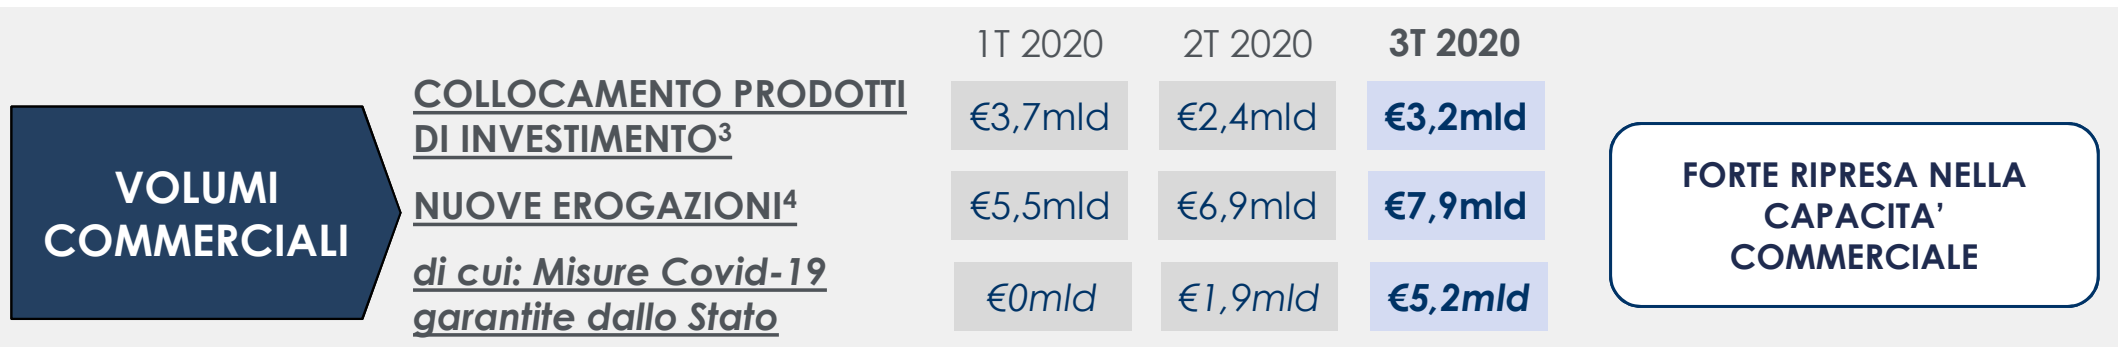 1T 2020 2T 2020 3T 2020
VOLUMI
COMMERCIALI
COLLOCAMENTO PRODOTTI
DI INVESTIMENTO³
€3,7mld €2,4mld €3,2mld
NUOVE EROGAZIONI⁴ €5,5mld €6,9mld €7,9mld
di cui: Misure Covid-19
garantite dallo Stato
€0mld €1,9mld €5,2mld
FORTE RIPRESA NELLA
CAPACITA'
COMMERCIALE